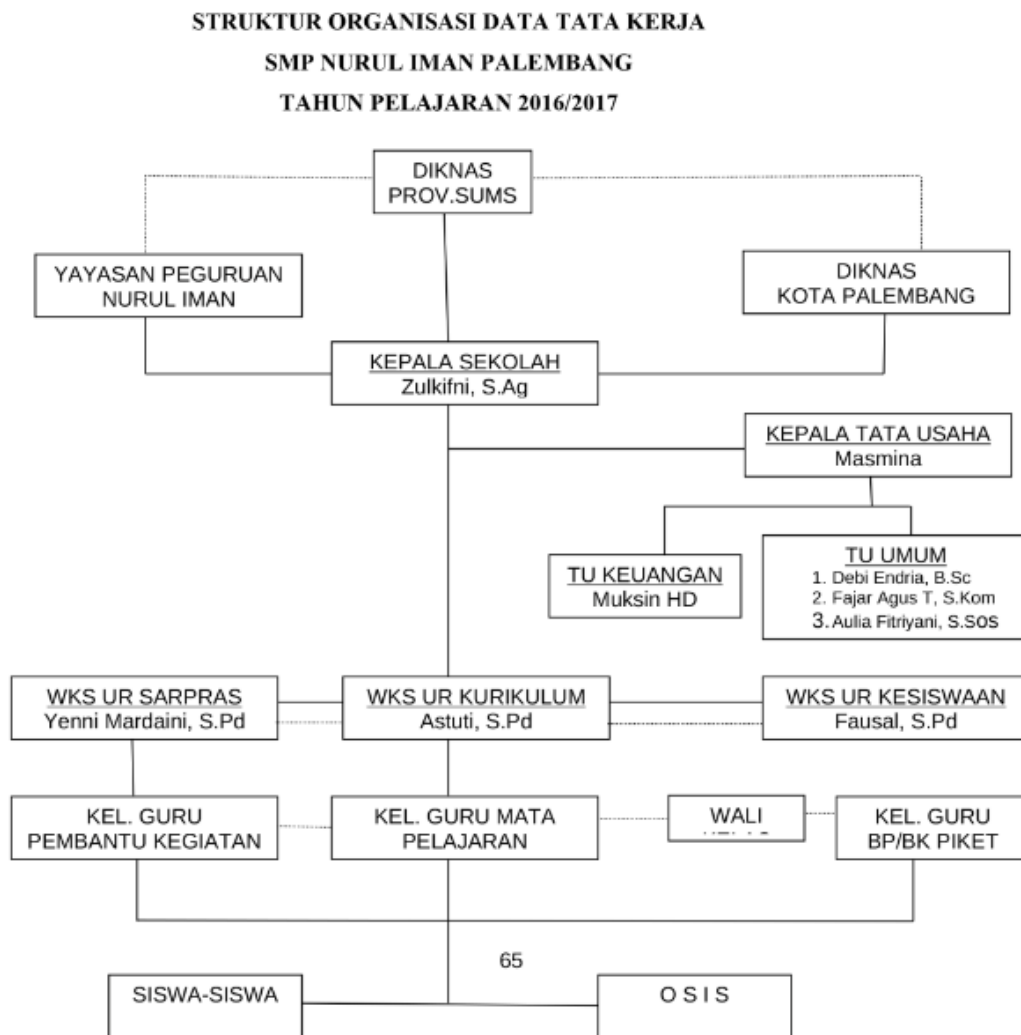 STRUKTUR ORGANISASI DATA TATA KERJA
SMP NURUL IMAN PALEMBANG
TAHUN PELAJARAN 2016/2017
DIKNAS
PROV.SUMS
YAYASAN PEGURUAN
NURUL IMAN
DIKNAS
KOTA PALEMBANG
KEPALA SEKOLAH
Zulkifni, S.Ag
KEPALA TATA USAHA
Masmina
TU KEUANGAN
Muksin HD
TU UMUM
1. Debi Endria, B.Sc
2. Fajar Agus T, S.Kom
3. Aulia Fitriyani, S.Sos
WKS UR SARPRAS
Yenni Mardaini, S.Pd
WKS UR KURIKULUM
Astuti, S.Pd
WKS UR KESISWAAN
Fausal, S.Pd
KEL. GURU
PEMBANTU KEGIATAN
KEL. GURU MATA
PELAJARAN
WALI
KEL. GURU
BP/BK PIKET
65
SISWA-SISWA
O S I S